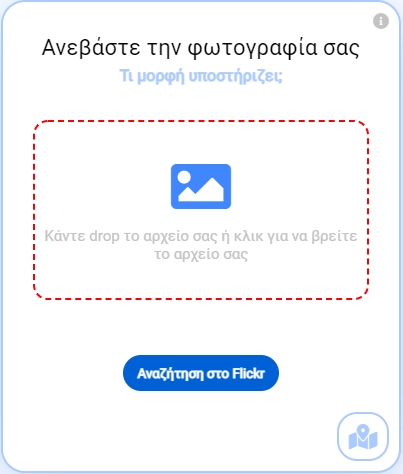 Ανεβάστε την φωτογραφία σας
Τι μορφή υποστήριζει;
Κάντε drop το αρχείο σας ή κλικ για να βρείτε
το αρχείο σας
Αναζήτηση στο Flickr